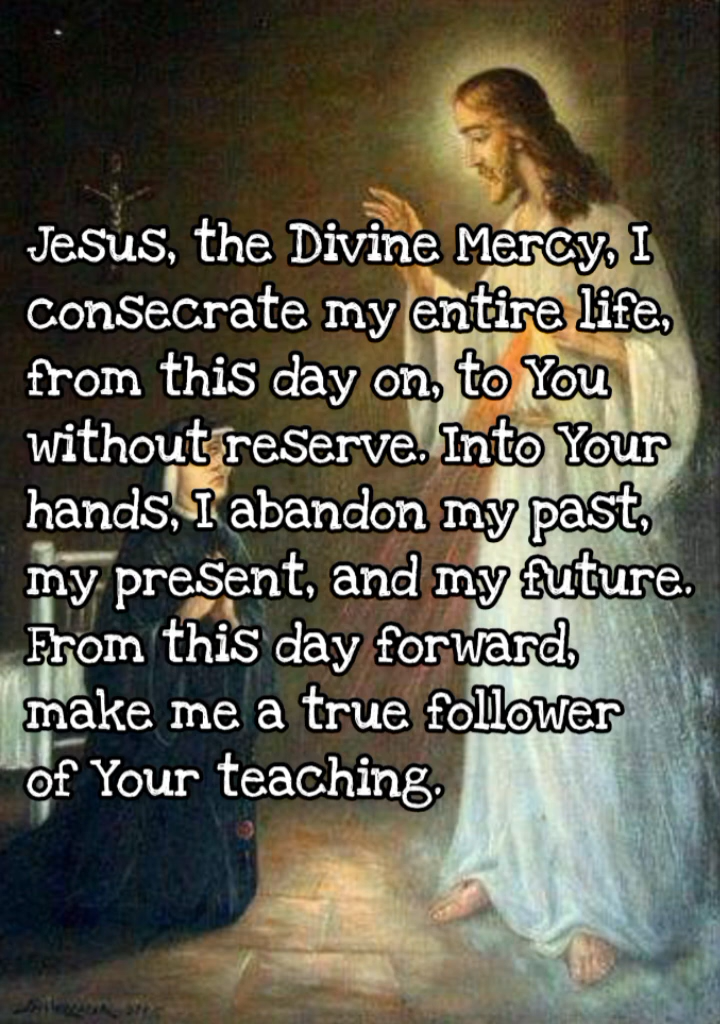 Jesus, the Divine Mercy, I
consecrate my entire life,
from this day on, to You
without reserve. Into Your
hands, I abandon my past,
my present, and my future.
From this day forward,
make me a true follower
of Your teaching.